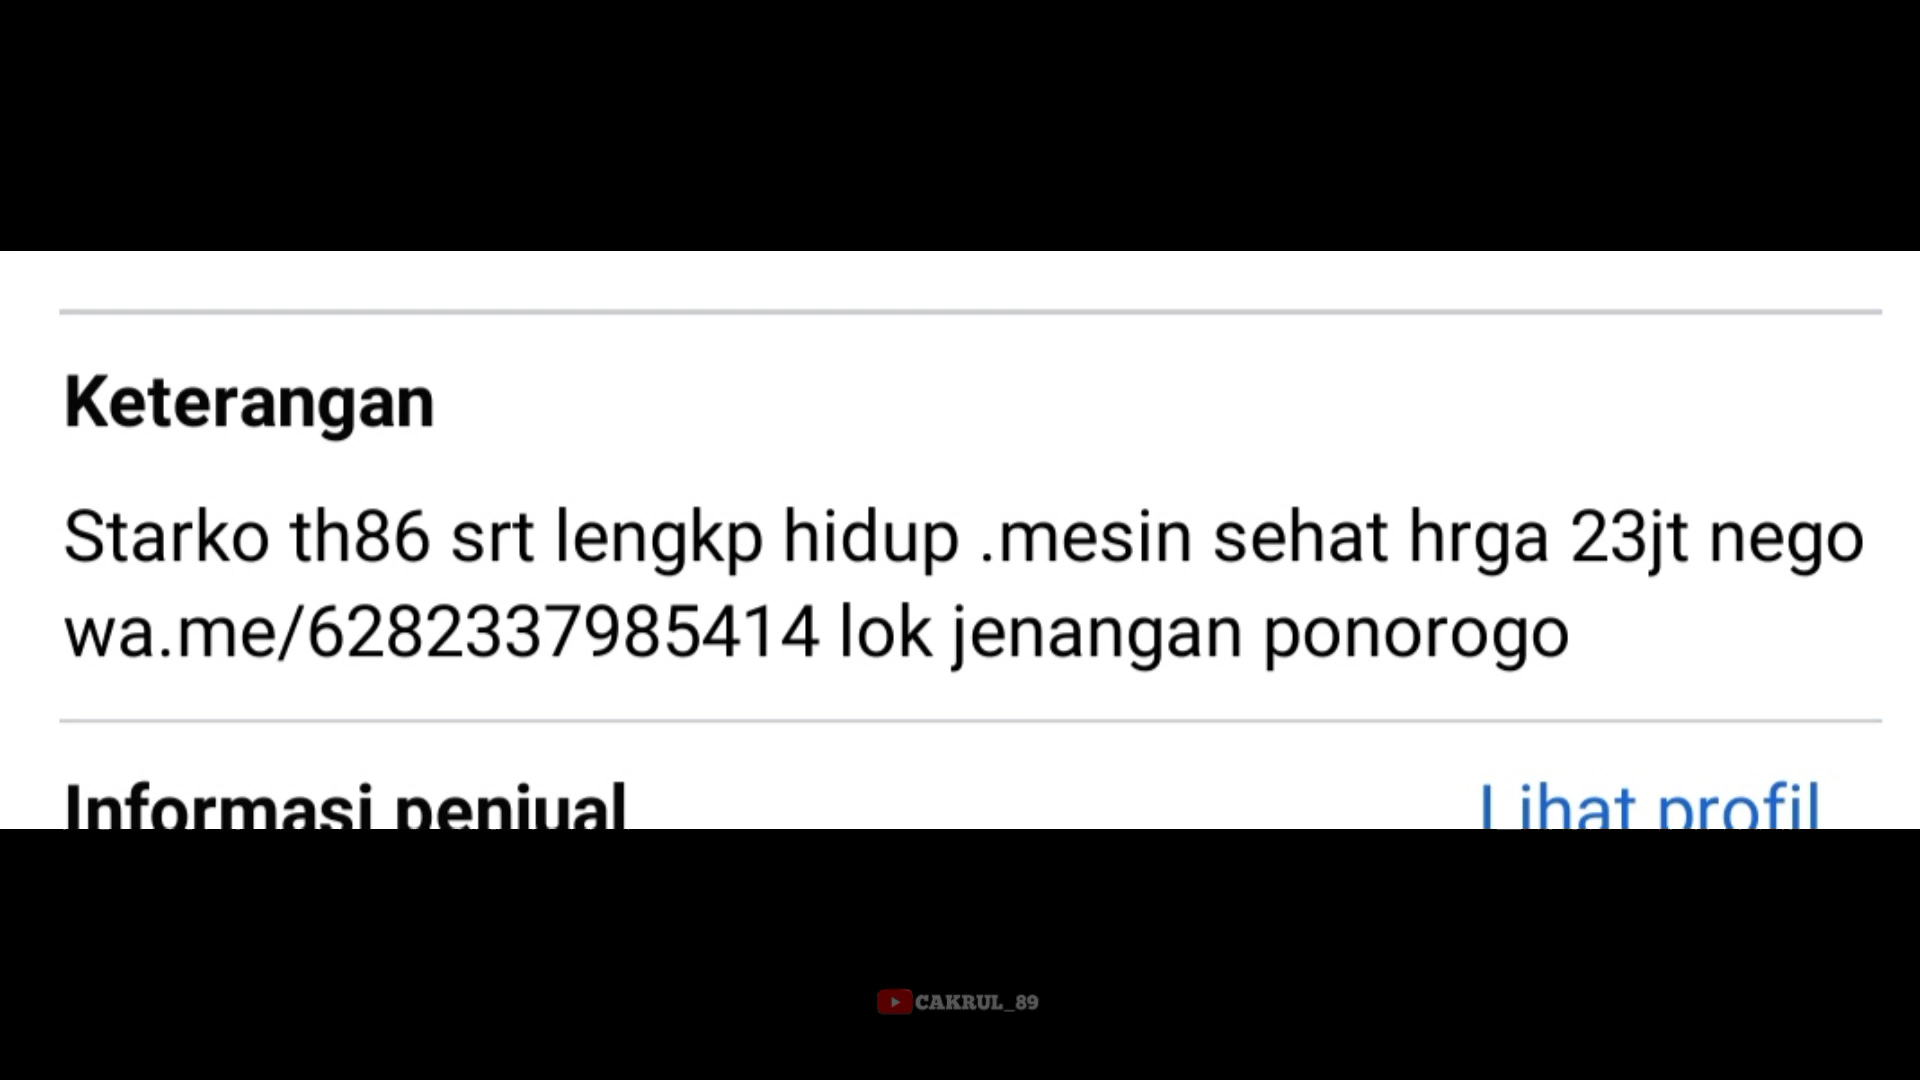 Keterangan
Starko th86 srt lengkp hidup .mesin sehat hrga 23jt nego
wa.me/6282337985414 lok jenangan ponorogo
Informasi penjual
Lihat profil
CAKRUL_89